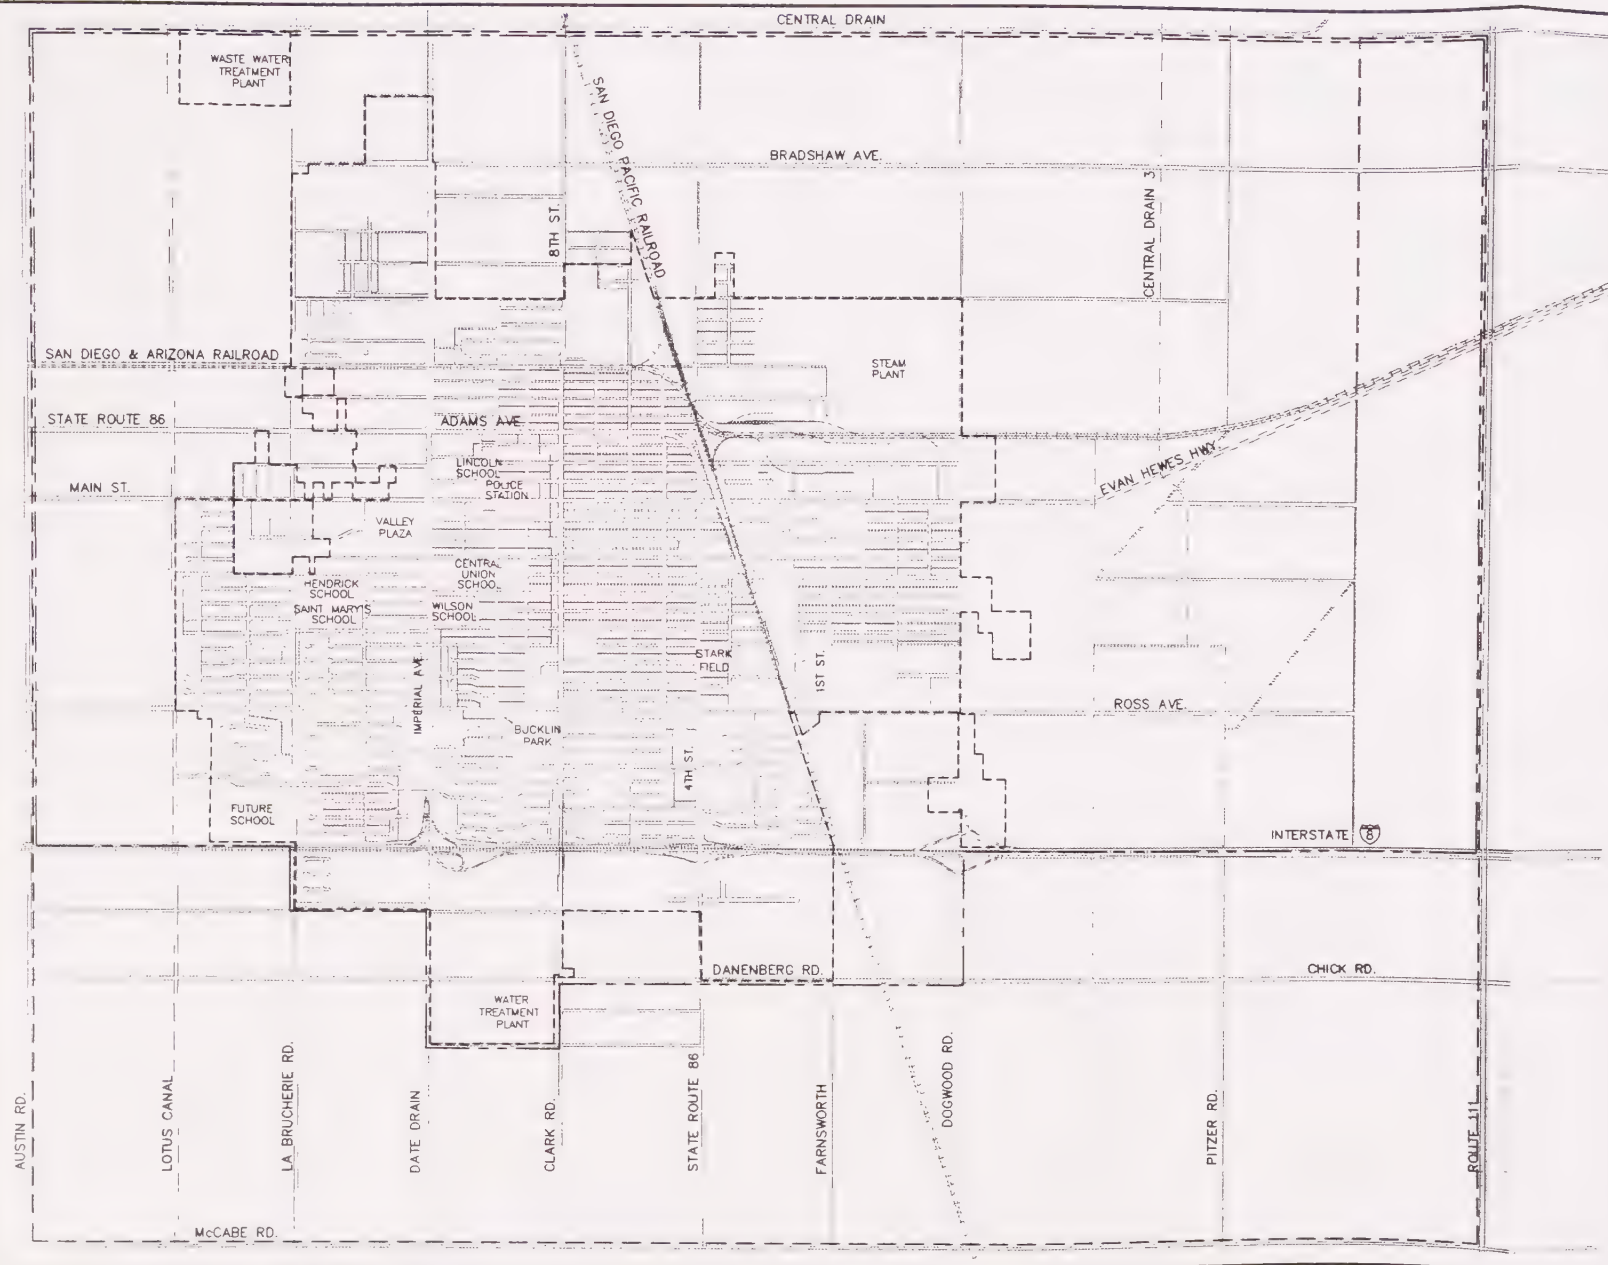 CENTRAL DRAIN
WASTE WATER
TREATMENT
PLANT
SAN DIEGO PACIFIC RAILROAD
BRADSHAW AVE.
8TH ST.
CENTRAL DRAIN 3
SAN DIEGO & ARIZONA RAILROAD
STEAM
PLANT
STATE ROUTE 86
ADAMS AVE
LINCOLN
SCHOOL
POLICE
STATION
EVAN HEWES HWY
MAIN ST.
VALLEY
PLAZA
CENTRAL
UNION
SCHOOL
HENDRICK
SCHOOL
SAINT MARY'S
SCHOOL
WILSON
SCHOOL
STARK
FIELD
1ST ST.
IMPERIAL AVE
ROSS AVE.
BUCKLIN
PARK
4TH ST.
FUTURE
SCHOOL
INTERSTATE 8
DANENBERG RD.
CHICK RD.
WATER
TREATMENT
PLANT
AUSTIN RD.
LOTUS CANAL
LA BRUCHERIE RD.
DATE DRAIN
CLARK RD.
STATE ROUTE 86
FARNSWORTH
DOGWOOD RD.
PITZER RD.
ROUTE 111
McCABE RD.